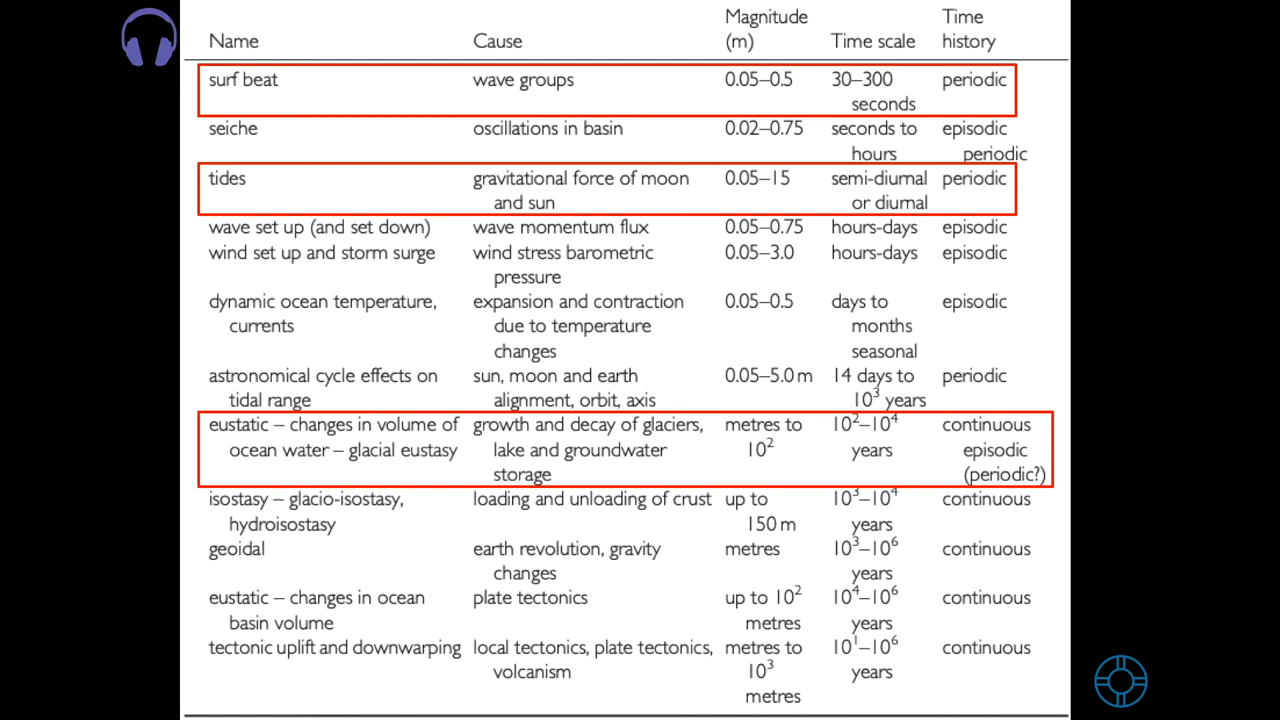 Name Cause Magnitude (m) Time scale Time history
surf beat wave groups 0.05–0.5 30–300 periodic
seconds
seiche oscillations in basin 0.02–0.75 seconds to episodic
hours periodic
tides gravitational force of moon 0.05–15 semi-diurnal periodic
and sun or diurnal
wave set up (and set down) wave momentum flux 0.05–0.75 hours-days episodic
wind set up and storm surge wind stress barometric 0.05–3.0 hours-days episodic
pressure
dynamic ocean temperature, expansion and contraction 0.05–0.5 days to episodic
currents due to temperature months
changes seasonal
astronomical cycle effects on sun, moon and earth 0.05–5.0 m 14 days to periodic
tidal range alignment, orbit, axis 10³ years
eustatic – changes in volume of growth and decay of glaciers, metres to 10²–10⁴ continuous
ocean water – glacial eustasy lake and groundwater 10² years episodic
storage (periodic?)
isostasy – glacio-isostasy, loading and unloading of crust up to 10³–10⁴ continuous
hydroisostasy 150 m years
geoidal earth revolution, gravity metres 10³–10⁶ continuous
changes years
eustatic – changes in ocean plate tectonics up to 10² 10⁴–10⁶ continuous
basin volume metres years
tectonic uplift and downwarping local tectonics, plate tectonics, metres to 10¹–10⁶ continuous
volcanism 10³ years
metres